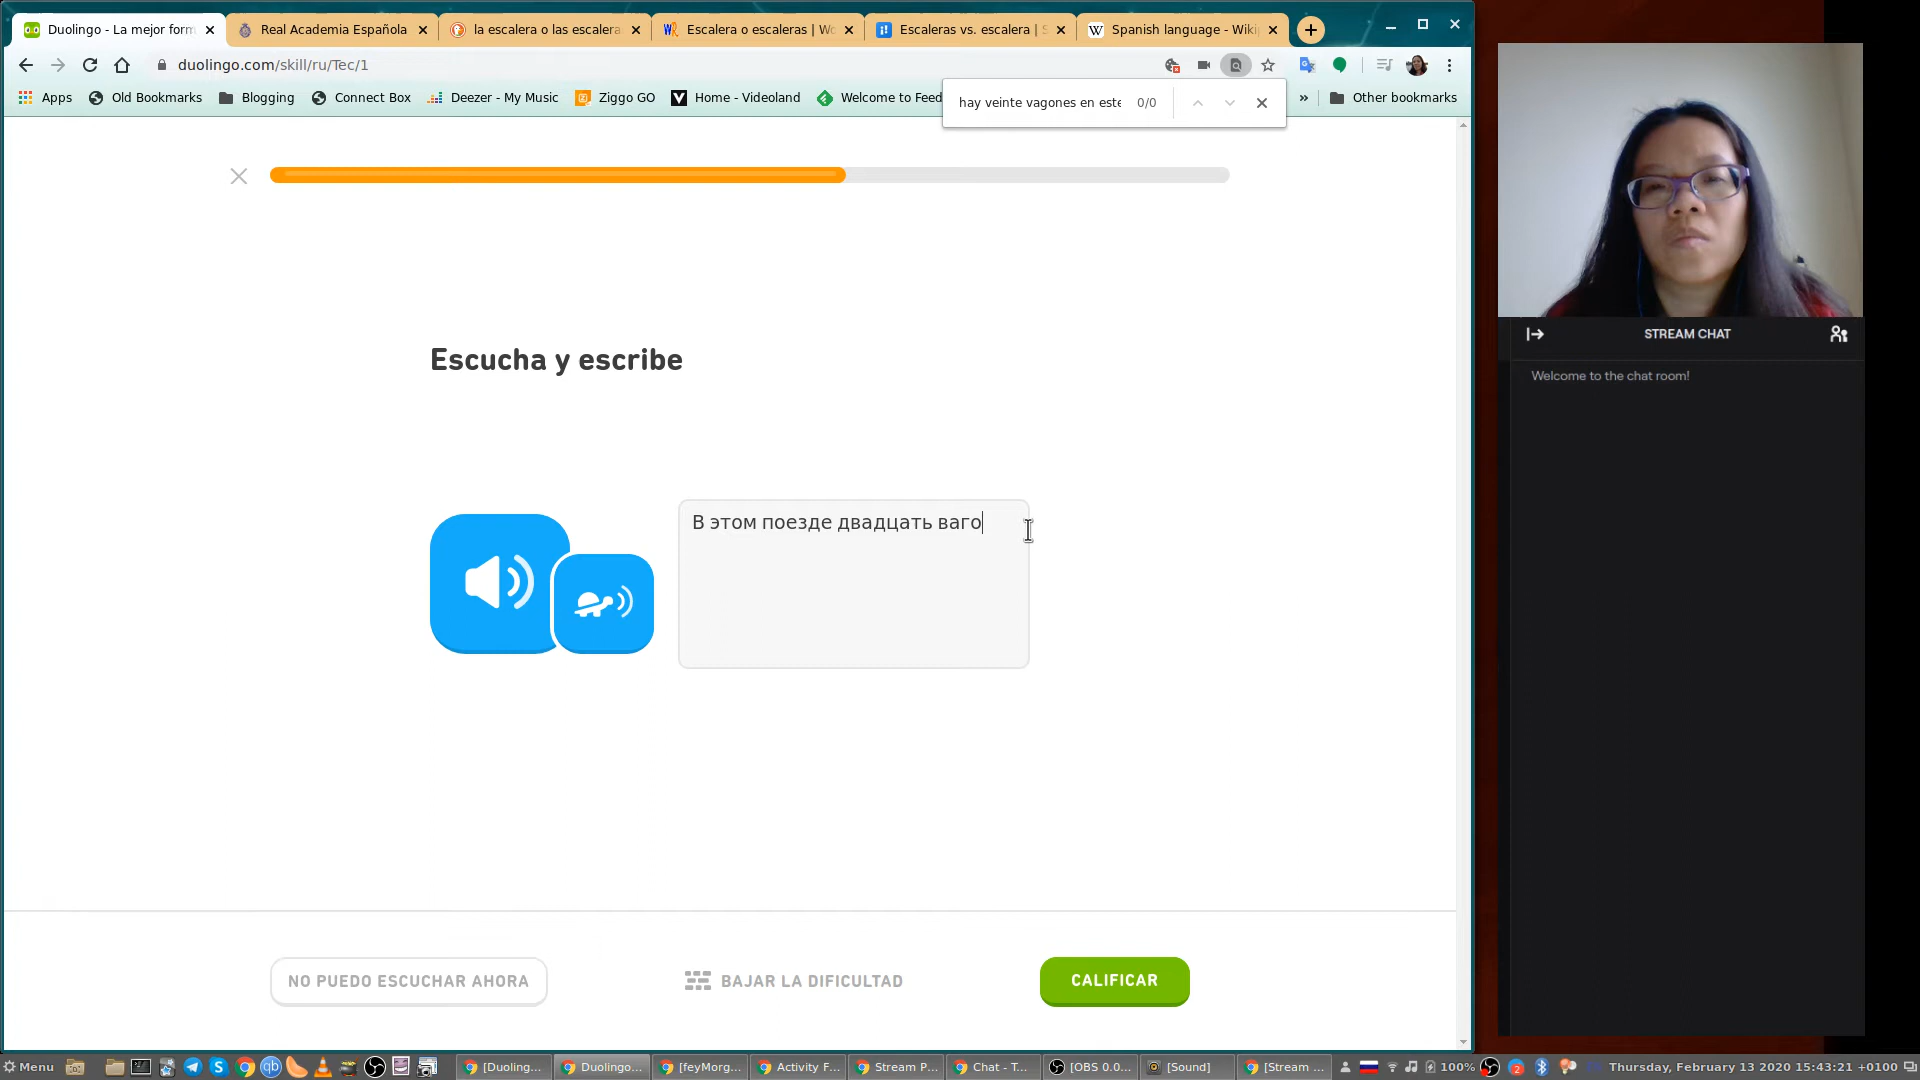 Duolingo - La mejor form
Real Academia Española
la escalera o las escalera
Escalera o escaleras | Wo
Escaleras vs. escalera | S
Spanish language - Wiki
duolingo.com/skill/ru/Tec/1
Apps
Old Bookmarks
Blogging
Connect Box
Deezer - My Music
Ziggo GO
Home - Videoland
Welcome to Feed
»
Other bookmarks
hay veinte vagones en este
0/0
Escucha y escribe
В этом поезде двадцать ваго
NO PUEDO ESCUCHAR AHORA
BAJAR LA DIFICULTAD
CALIFICAR
STREAM CHAT
Welcome to the chat room!
Menu
[Duoling...
Duolingo...
[feyMorg...
Activity F...
Stream P...
Chat - T...
[OBS 0.0...
[Sound]
[Stream ...
100%
2
Thursday, February 13 2020 15:43:21 +0100